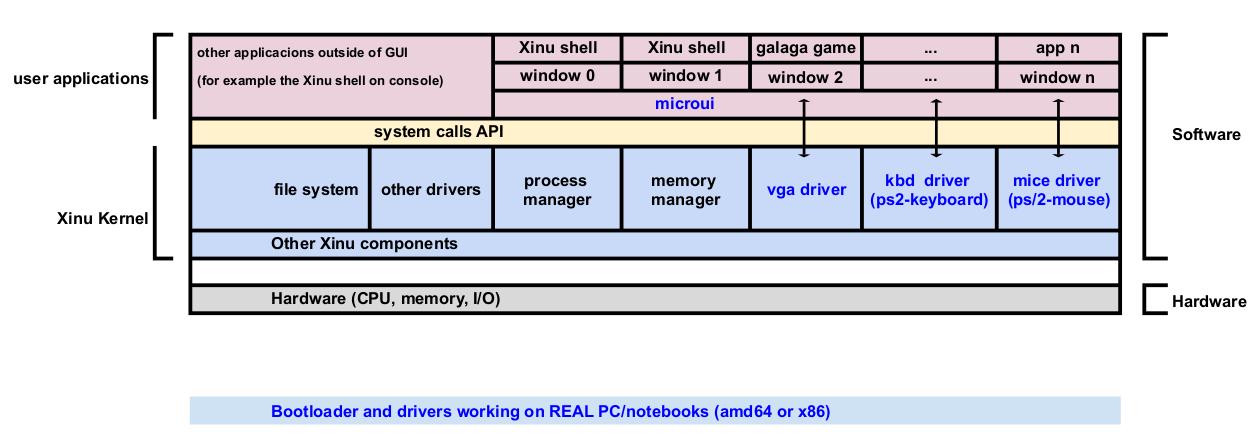 other applicacions outside of GUI
(for example the Xinu shell on console)
Xinu shell
Xinu shell
galaga game
...
app n
window 0
window 1
window 2
...
window n
microui
user applications
system calls API
Software
file system
other drivers
process
manager
memory
manager
vga driver
kbd driver
(ps2-keyboard)
mice driver
(ps/2-mouse)
Xinu Kernel
Other Xinu components
Hardware (CPU, memory, I/O)
Hardware
Bootloader and drivers working on REAL PC/notebooks (amd64 or x86)